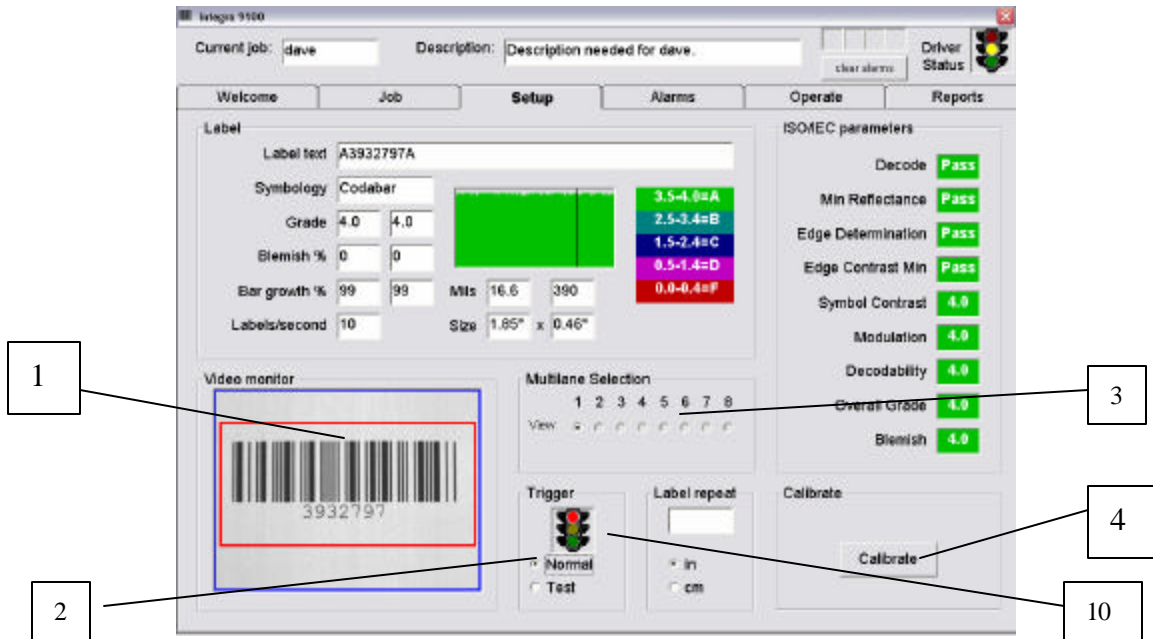 Integra 9500
Current job: dave Description: Description needed for dave. clear alarms Driver Status
Welcome Job Setup Alarms Operate Reports
Label
Label text A3932797A
Symbology Codabar
Grade 4.0 4.0
Blemish % 0 0
Bar growth % 99 99 Mils 16.6 390
Labels/second 10 Size 1.85" x 0.46"
3.5-4.0=A
2.5-3.4=B
1.5-2.4=C
0.5-1.4=D
0.0-0.4=F
ISO/IEC parameters
Decode Pass
Min Reflectance Pass
Edge Determination Pass
Edge Contrast Min Pass
Symbol Contrast 4.0
Modulation 4.0
Decodability 4.0
Overall Grade 4.0
Blemish 4.0
1
Video monitor
3932797
2
Multilane Selection
1 2 3 4 5 6 7 8
View
3
Trigger
Normal
Test
Label repeat
in
cm
Calibrate
Calibrate
4
10